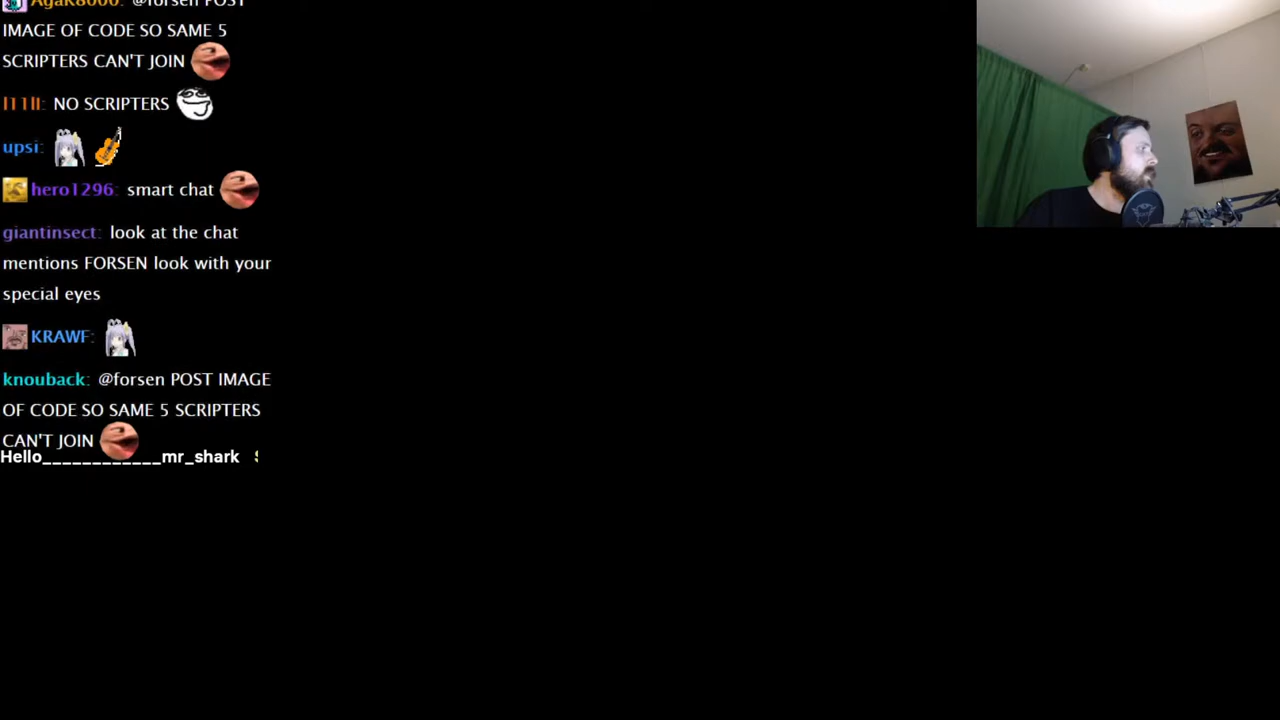 AgaK8000: @forsen POST
IMAGE OF CODE SO SAME 5
SCRIPTERS CAN'T JOIN
NO SCRIPTERS
upsi:
hero1296: smart chat
giantinsect: look at the chat
mentions FORSEN look with your
special eyes
KRAWF:
knouback: @forsen POST IMAGE
OF CODE SO SAME 5 SCRIPTERS
CAN'T JOIN
Hello____________mr_shark